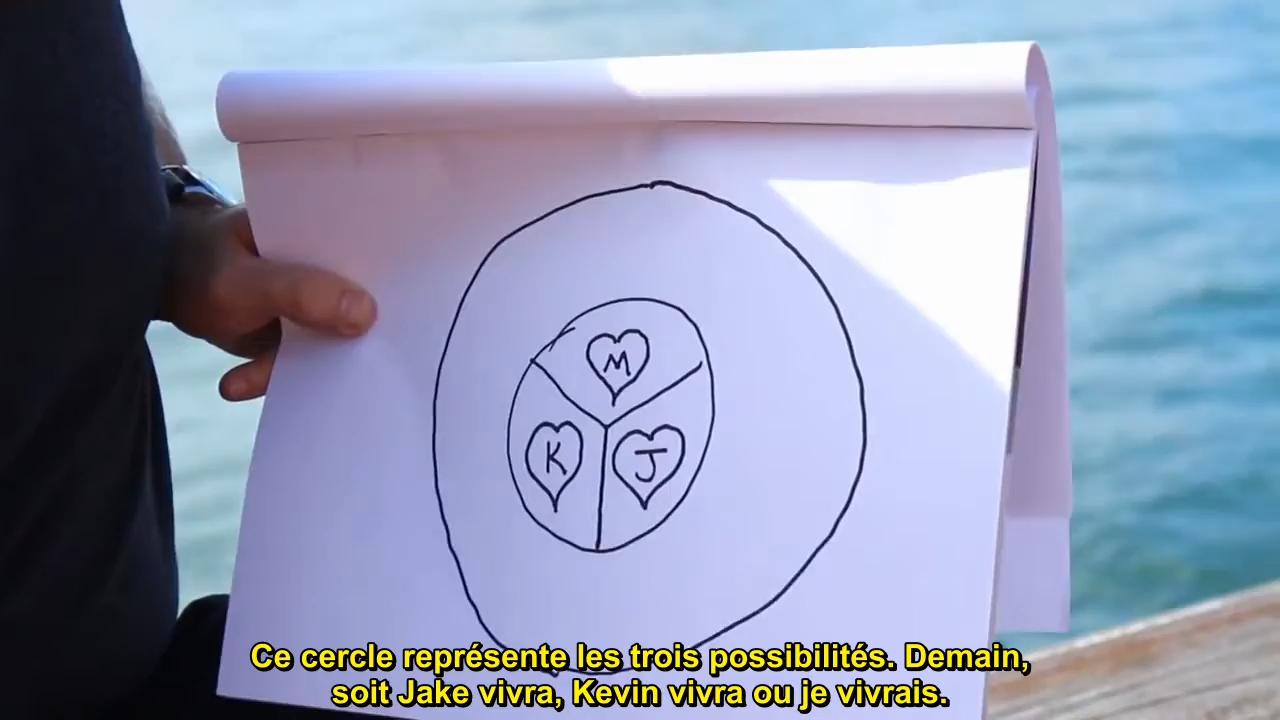 M
K J
Ce cercle représente les trois possibilités. Demain,
soit Jake vivra, Kevin vivra ou je vivrais.